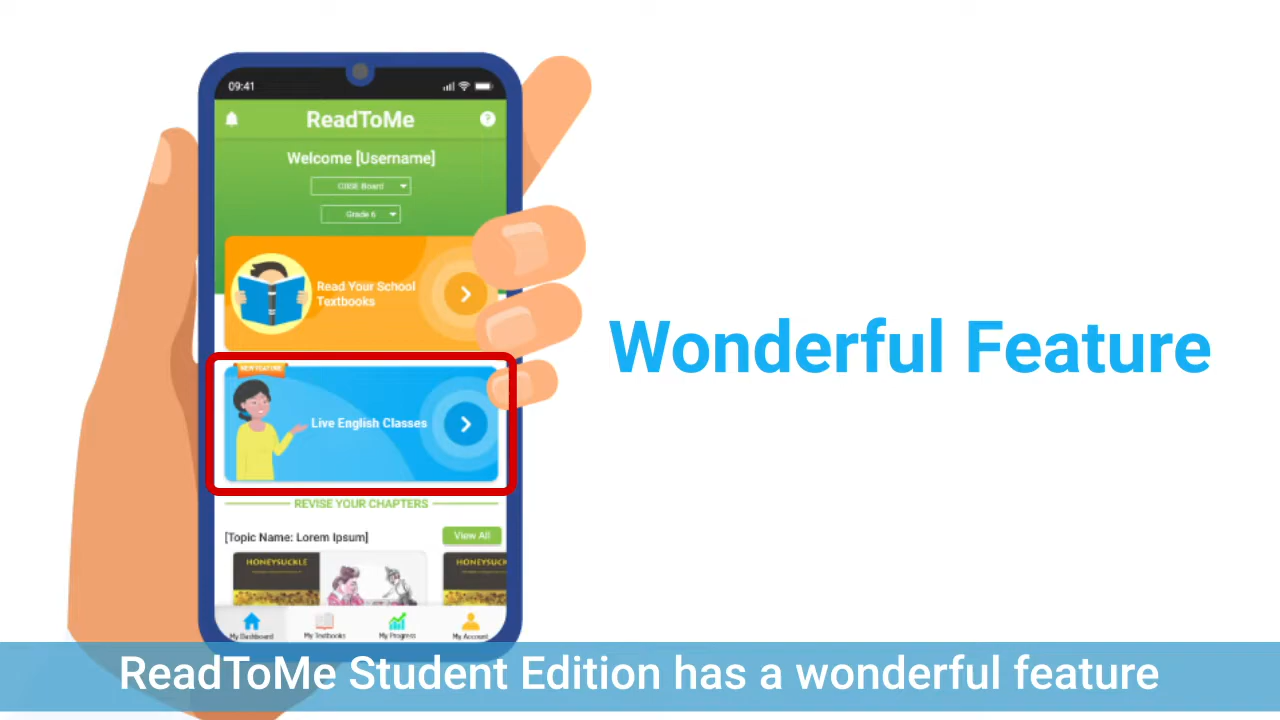 09:41
ReadToMe
?
Welcome [Username]
CBSE Board
Grade 6
Read Your School
Textbooks
NEW FEATURE
Live English Classes
REVISE YOUR CHAPTERS
[Topic Name: Lorem Ipsum]
View All
HONEYSUCKLE
HONEYSUCK
My Dashboard
My Textbooks
My Progress
My Account
Wonderful Feature
ReadToMe Student Edition has a wonderful feature